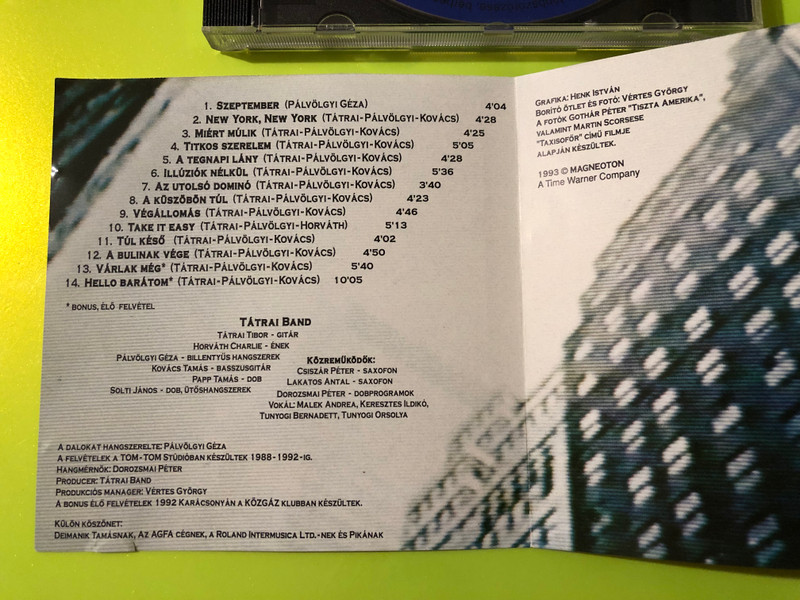 1. Szeptember (Pálvölgyi Géza) 4'04
2. New York, New York (Tátrai-Pálvölgyi-Kovács) 4'28
3. Miért múlik (Tátrai-Pálvölgyi-Kovács) 4'25
4. Titkos szerelem (Tátrai-Pálvölgyi-Kovács) 5'05
5. A tegnapi lány (Tátrai-Pálvölgyi-Kovács) 4'28
6. Illúziók nélkül (Tátrai-Pálvölgyi-Kovács) 5'36
7. Az utolsó dominó (Tátrai-Pálvölgyi-Kovács) 3'40
8. A küszöbön túl (Tátrai-Pálvölgyi-Kovács) 4'23
9. Végállomás (Tátrai-Pálvölgyi-Kovács) 4'46
10. Take it easy (Tátrai-Pálvölgyi-Horváth) 5'13
11. Túl késő (Tátrai-Pálvölgyi-Kovács) 4'02
12. A bulinak vége (Tátrai-Pálvölgyi-Kovács) 4'50
13. Várlak még* (Tátrai-Pálvölgyi-Kovács) 5'40
14. Hello barátom* (Tátrai-Pálvölgyi-Kovács) 10'05
* bonus, élő felvétel
Tátrai Band
Tátrai Tibor - gitár
Horváth Charlie - ének
Pálvölgyi Géza - billentyűs hangszerek
Kovács Tamás - basszusgitár
Papp Tamás - dob
Solti János - dob, ütőshangszerek
Közreműködők:
Csiszár Péter - saxofon
Lakatos Antal - saxofon
Dorozsmai Péter - dobprogramok
Vokál: Malek Andrea, Keresztes Ildikó,
Tunyogi Bernadett, Tunyogi Orsolya
A dalokat hangszerelte: Pálvölgyi Géza
A felvételek a TOM-TOM Stúdióban készültek 1988-1992-ig.
Hangmérnök: Dorozsmai Péter
Producer: Tátrai Band
Produkciós manager: Vértes György
A bonus élő felvételek 1992 Karácsonyán a KÖZGÁZ klubban készültek.
Külön köszönet:
Deimanik Tamásnak, Az AGFA cégnek, a Roland Intermusica Ltd.-nek és Pikának
Grafika: Henk István
Borító ötlet és fotó: Vértes György
A fotók Gothár Péter "Tiszta Amerika",
valamint Martin Scorsese
"Taxisofőr" című filmje
alapján készültek.
1993 © MAGNEOTON
A Time Warner Company